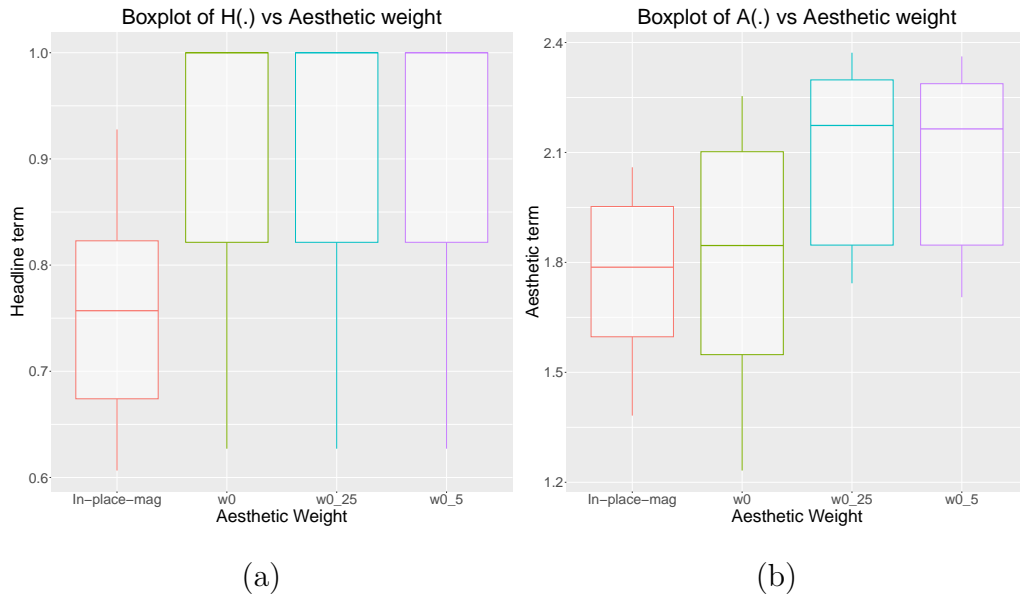 Boxplot of H(.) vs Aesthetic weight
Headline term
1.0
0.9
0.8
0.7
0.6
In−place−mag w0 w0_25 w0_5
Aesthetic Weight
(a)
Boxplot of A(.) vs Aesthetic weight
Aesthetic term
2.4
2.1
1.8
1.5
1.2
In−place−mag w0 w0_25 w0_5
Aesthetic Weight
(b)